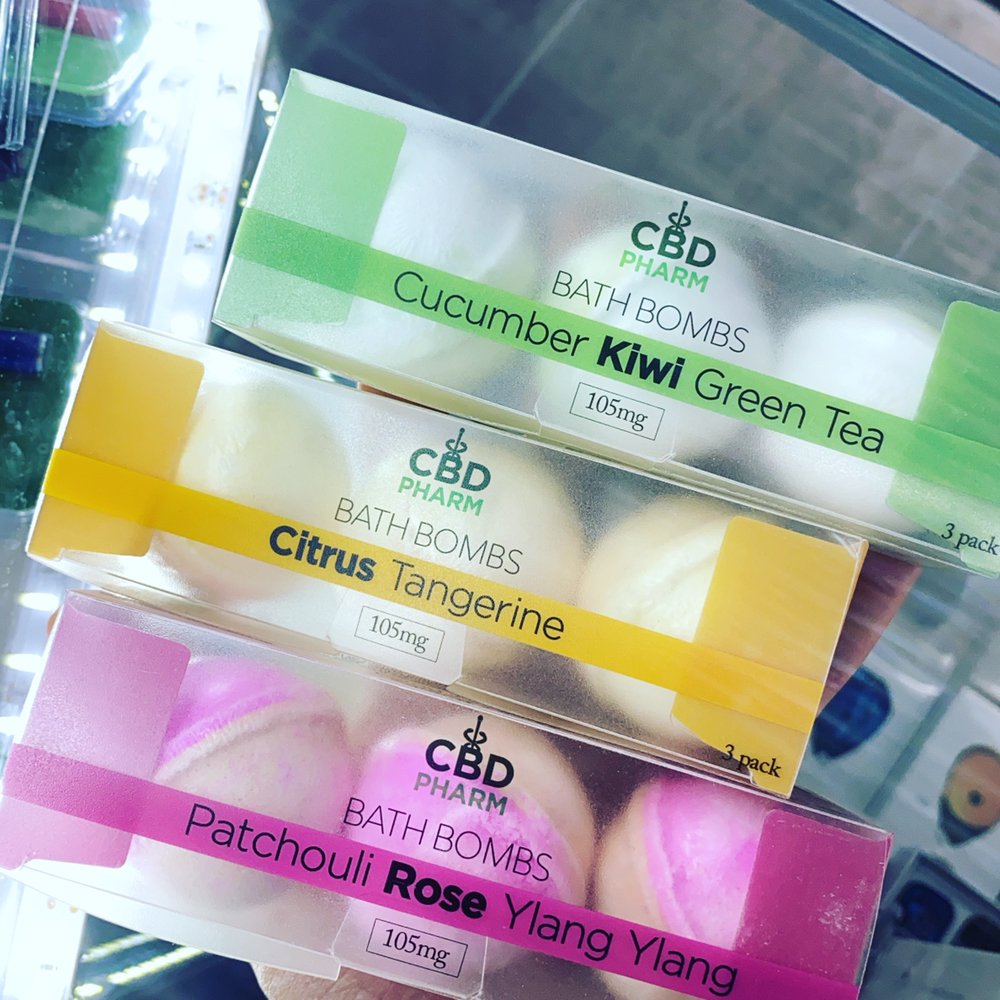 CBD
PHARM
BATH BOMBS
Cucumber Kiwi Green Tea
105mg
3 pack
CBD
PHARM
BATH BOMBS
Citrus Tangerine
105mg
3 pack
CBD
PHARM
BATH BOMBS
Patchouli Rose Ylang Ylang
105mg